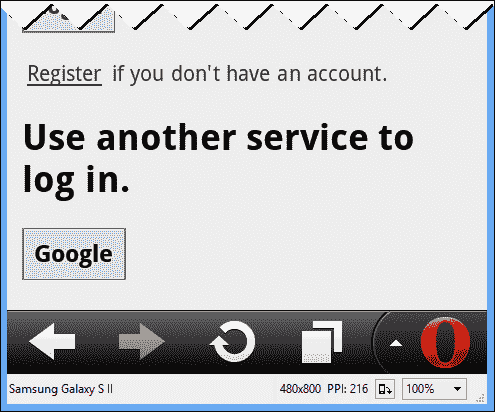 Register if you don't have an account.
Use another service to
log in.
Google
Samsung Galaxy S II 480x800 PPI: 216 100%